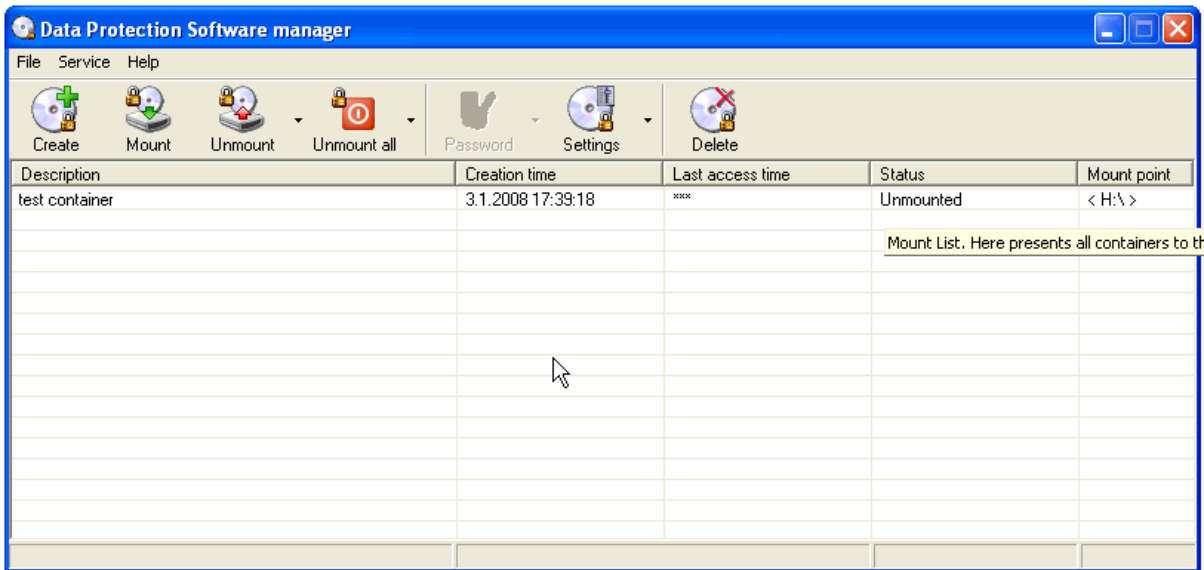 Data Protection Software manager
File Service Help
Create Mount Unmount Unmount all Password Settings Delete
Description Creation time Last access time Status Mount point
test container 3.1.2008 17:39:18 *** Unmounted < H:\ >
Mount List. Here presents all containers to th